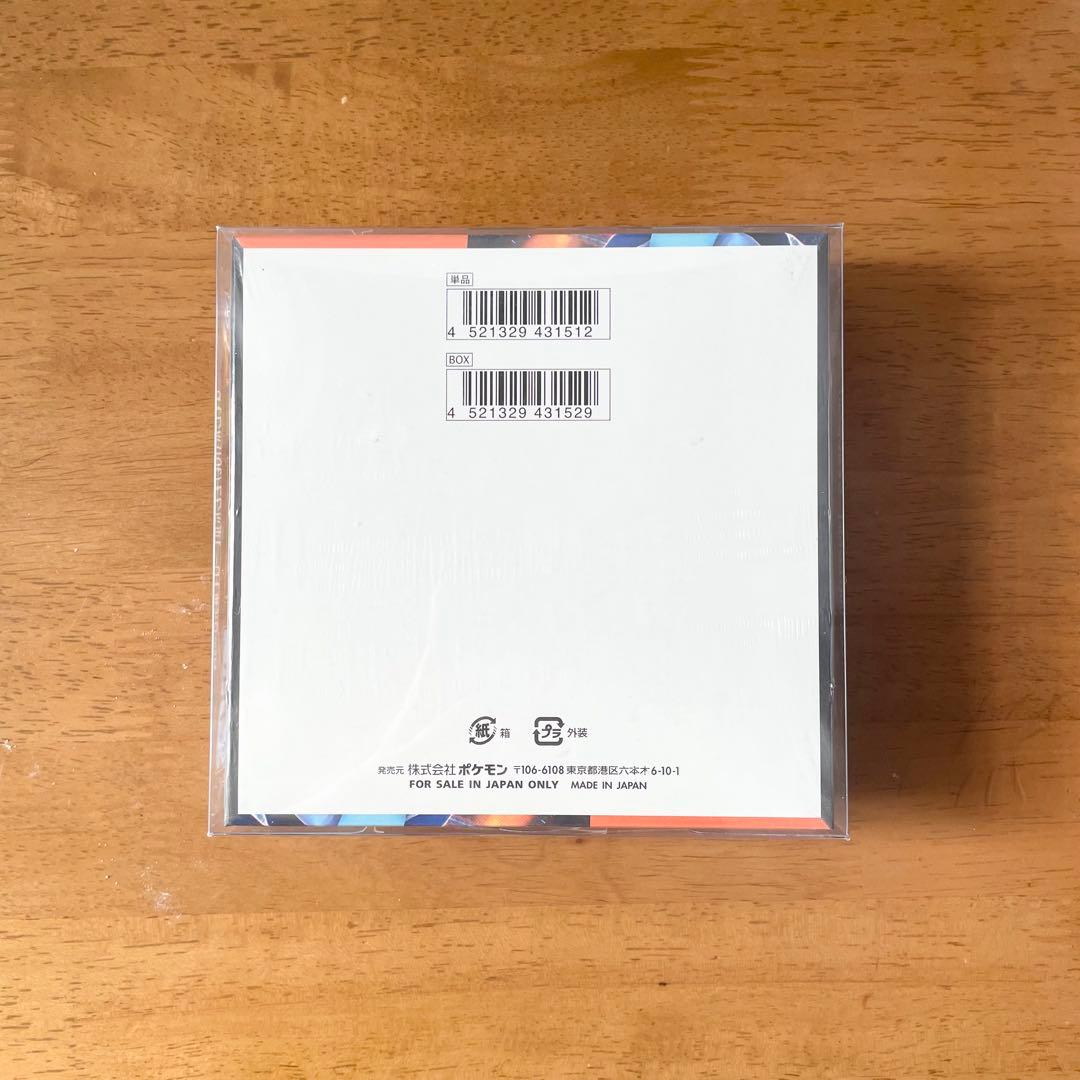 単品
4 521329 431512
BOX
4 521329 431529
紙 箱 プラ 外装
発売元 株式会社ポケモン 〒106-6108 東京都港区六本木6-10-1
FOR SALE IN JAPAN ONLY MADE IN JAPAN